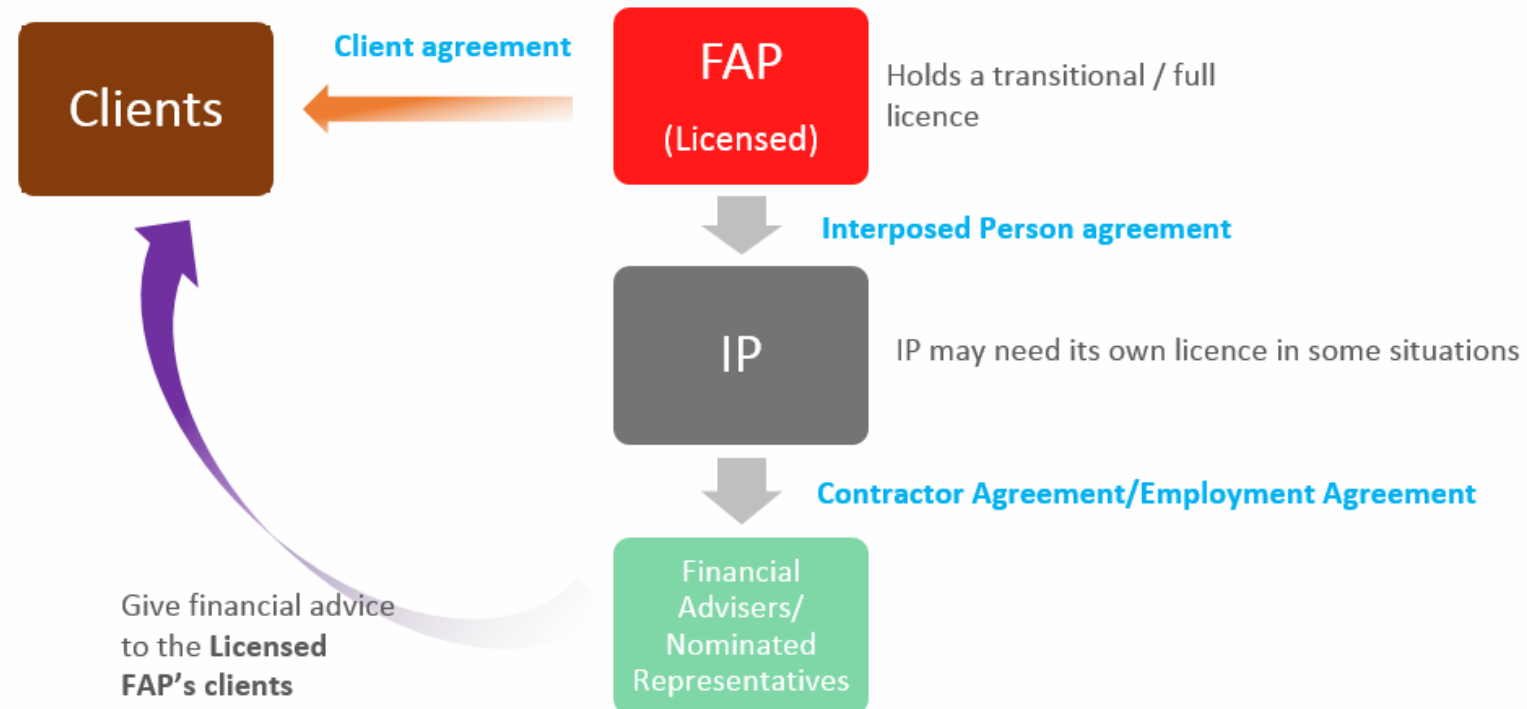 Clients
Client agreement
FAP
(Licensed)
Holds a transitional / full
licence
Interposed Person agreement
IP
IP may need its own licence in some situations
Contractor Agreement/Employment Agreement
Financial
Advisers/
Nominated
Representatives
Give financial advice
to the Licensed
FAP's clients